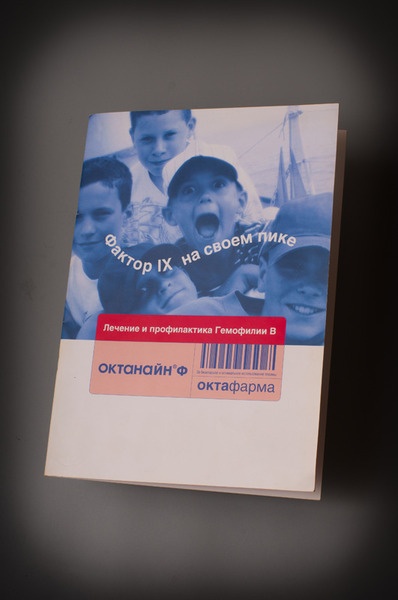 Фактор IX на своем пике
Лечение и профилактика Гемофилии В
ОКТАНАЙН®Ф
октафарма